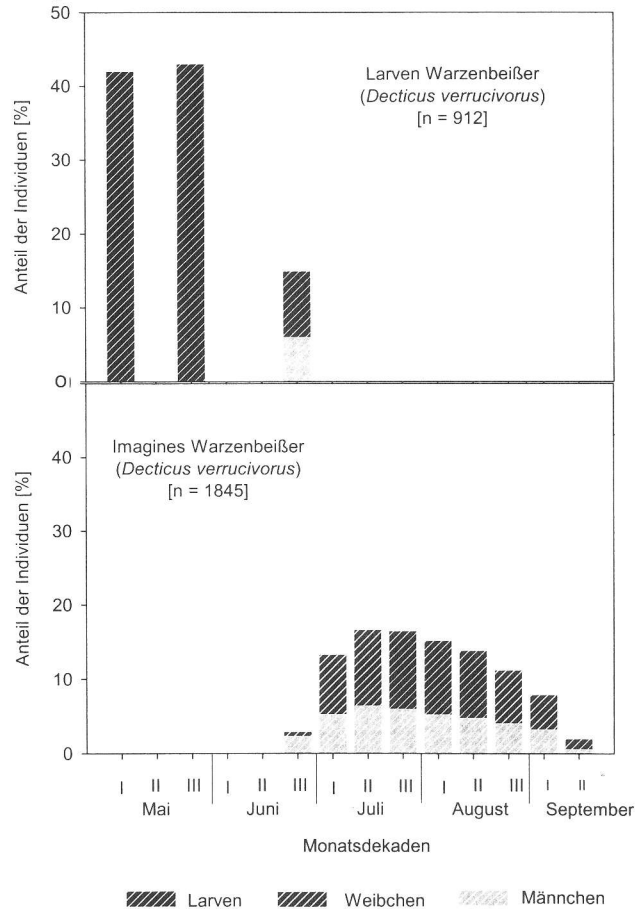 50
40
30
20
10
0
Anteil der Individuen [%]
Larven Warzenbeißer
(Decticus verrucivorus)
[n = 912]
40
30
20
10
0
Anteil der Individuen [%]
Imagines Warzenbeißer
(Decticus verrucivorus)
[n = 1845]
I II III I II III I II III I II III I II
Mai Juni Juli August September
Monatsdekaden
Larven Weibchen Männchen